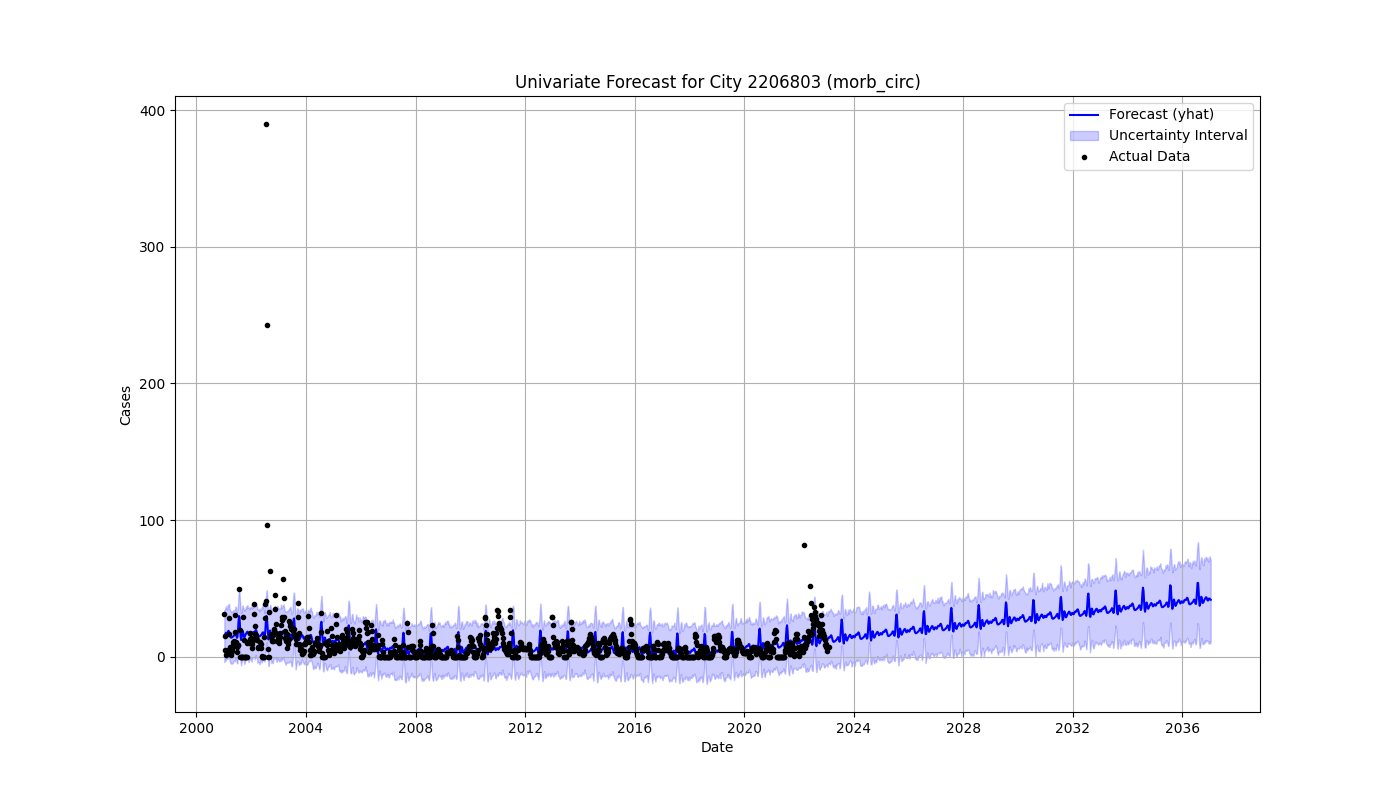 Univariate Forecast for City 2206803 (morb_circ)
Forecast (yhat)
Uncertainty Interval
Actual Data
400
300
200
100
0
Cases
2000 2004 2008 2012 2016 2020 2024 2028 2032 2036
Date